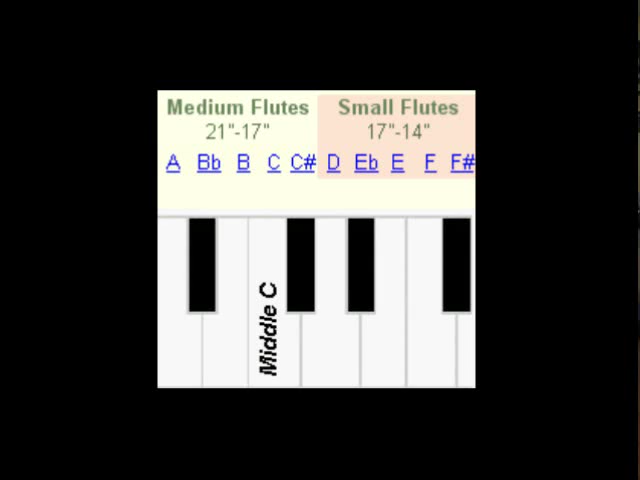 Medium Flutes Small Flutes
21"-17" 17"-14"
A Bb B C C# D Eb E F F#
Middle C